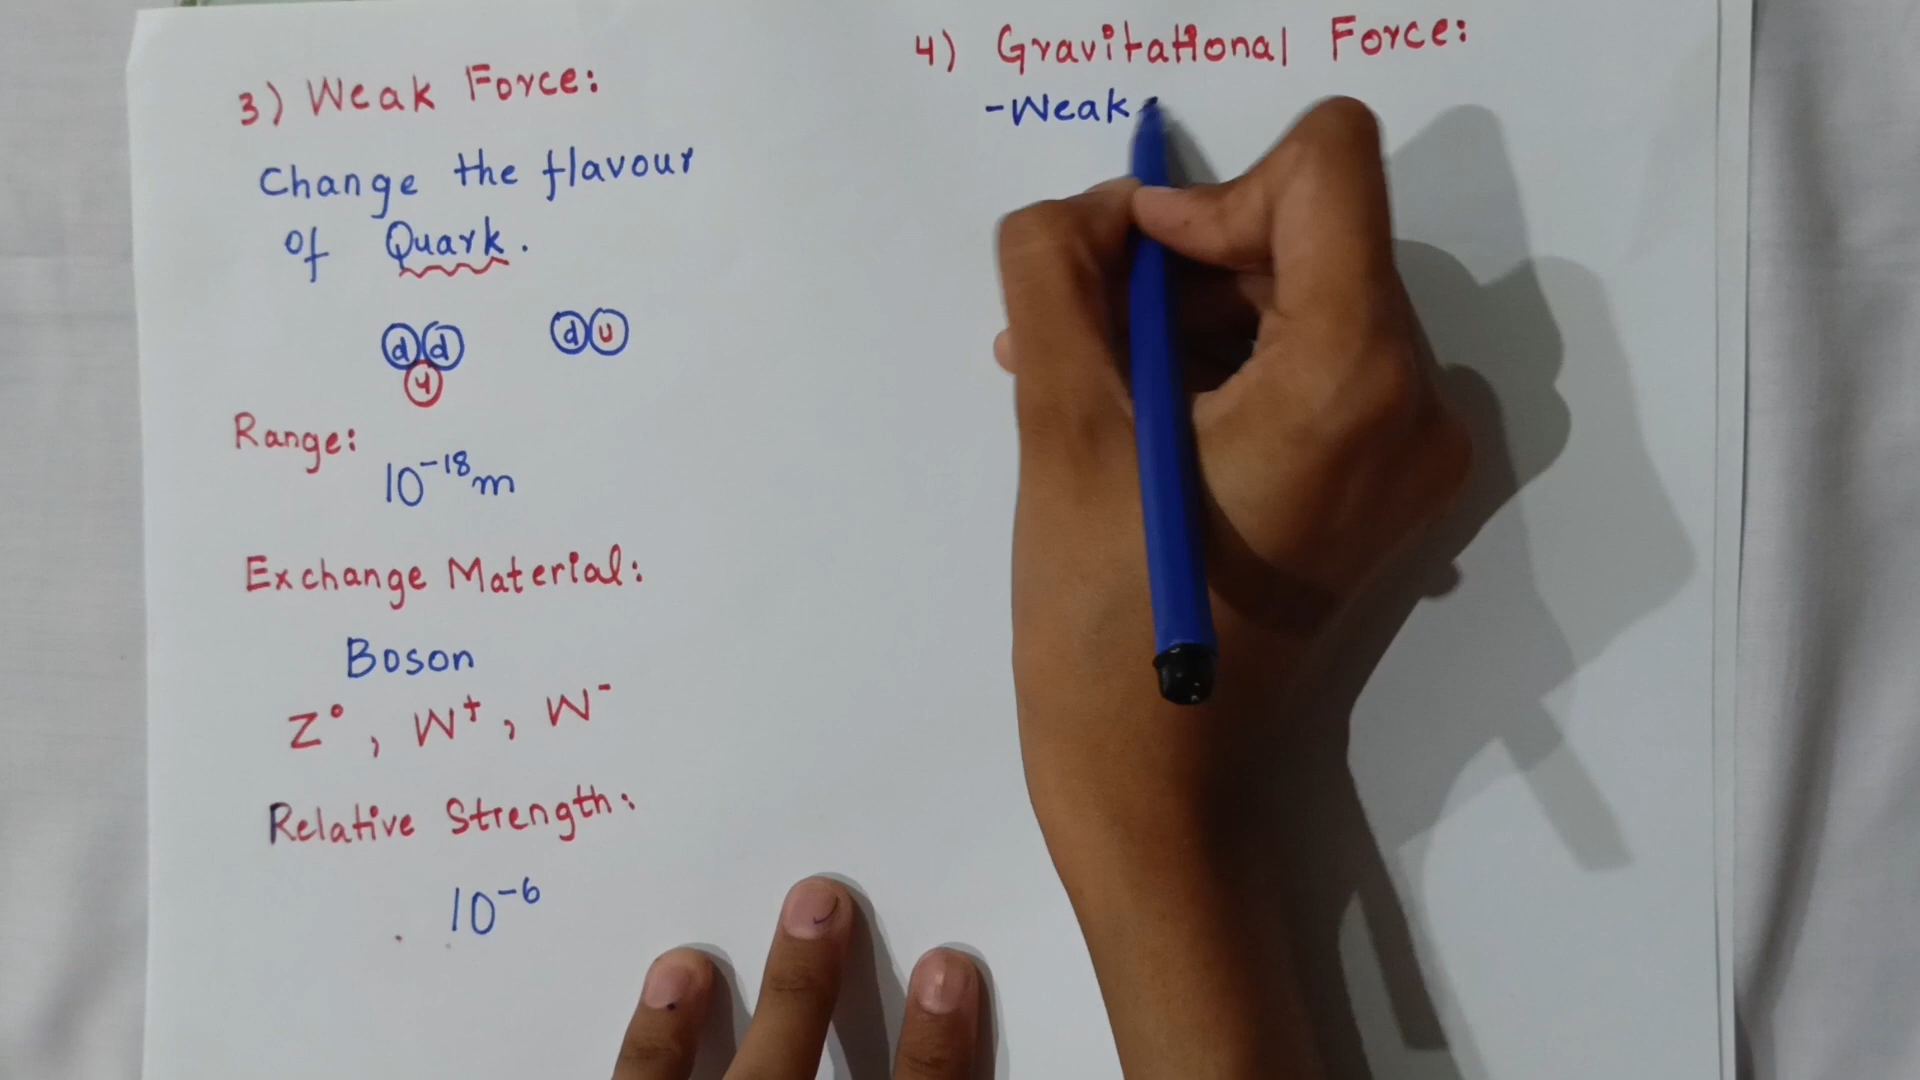 3) Weak Force:
Change the flavour
of Quark.
d d d u
u
Range:
10⁻¹⁸m
Exchange Material:
Boson
Z°, W⁺, W⁻
Relative Strength:
10⁻⁶
4) Gravitational Force:
-Weak